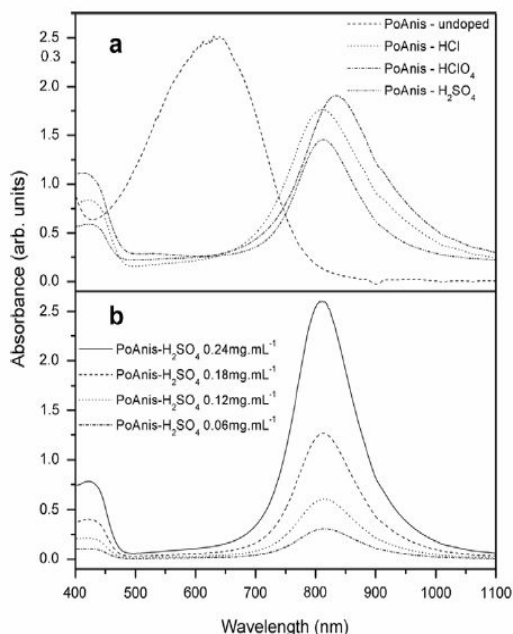 a
PoAnis - undoped
PoAnis - HCl
PoAnis - HClO₄
PoAnis - H₂SO₄
2.5
0.3
2.0
1.5
1.0
0.5
0.0
Absorbance (arb. units)
b
PoAnis-H₂SO₄ 0.24mg.mL⁻¹
PoAnis-H₂SO₄ 0.18mg.mL⁻¹
PoAnis-H₂SO₄ 0.12mg.mL⁻¹
PoAnis-H₂SO₄ 0.06mg.mL⁻¹
2.5
2.0
1.5
1.0
0.5
0.0
400 500 600 700 800 900 1000 1100
Wavelength (nm)